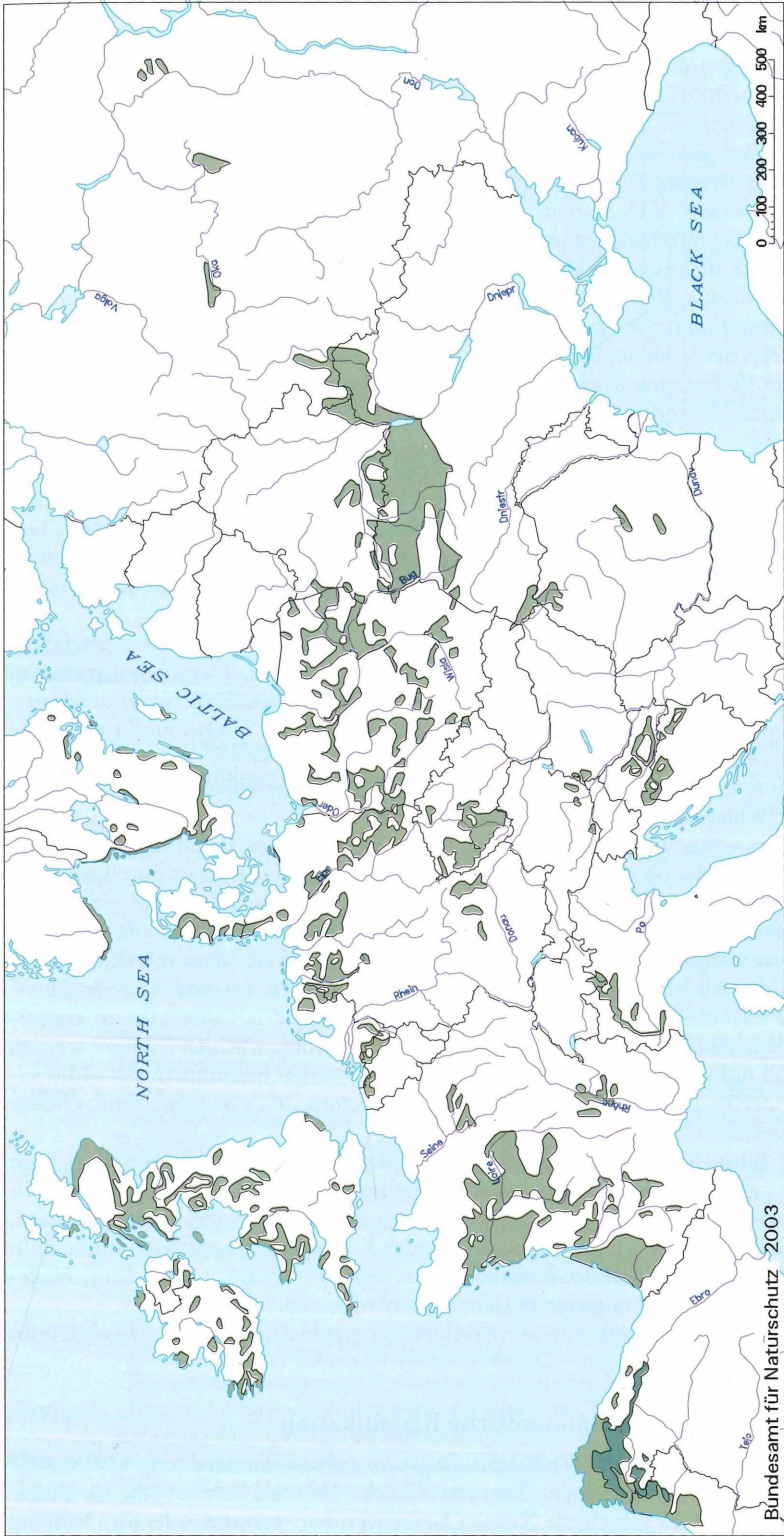 NORTH SEA
BALTIC SEA
BLACK SEA
Volga
Oka
Don
Kuban
Dnjepr
Dnjestr
Bug
Wisła
Oder
Elbe
Rhein
Donau
Dunav
Po
Rhône
Seine
Loire
Ebro
Tejo
0 100 200 300 400 500 km
Bundesamt für Naturschutz 2003